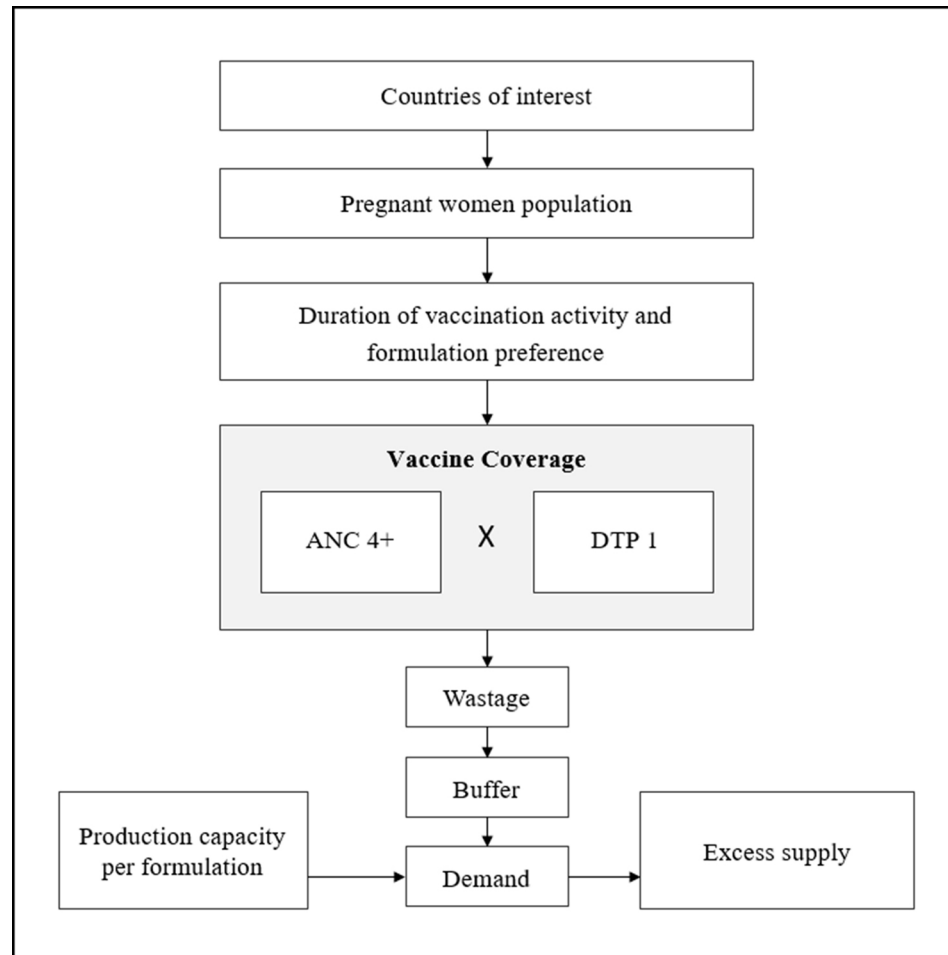 Countries of interest
Pregnant women population
Duration of vaccination activity and
formulation preference
Vaccine Coverage
ANC 4+
X
DTP 1
Wastage
Buffer
Production capacity
per formulation
Demand
Excess supply